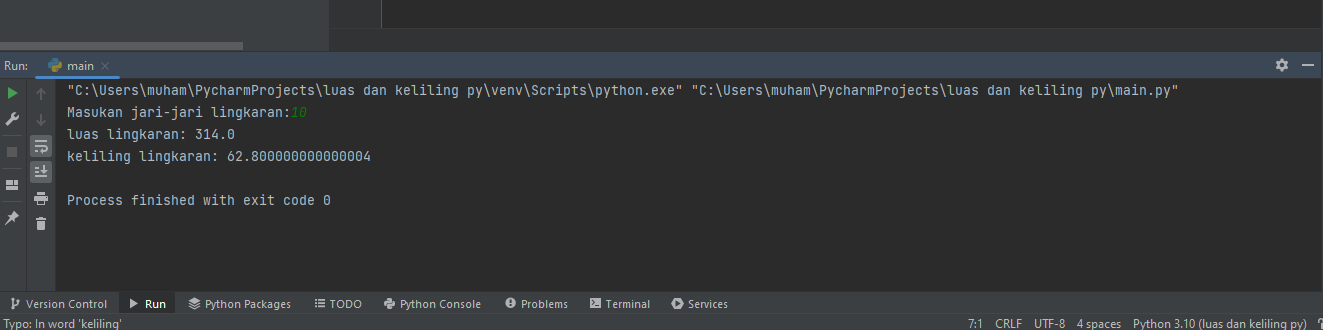 Run: main
"C:\Users\muham\PycharmProjects\luas dan keliling py\venv\Scripts\python.exe" "C:\Users\muham\PycharmProjects\luas dan keliling py\main.py"
Masukan jari-jari lingkaran:10
luas lingkaran: 314.0
keliling lingkaran: 62.800000000000004
Process finished with exit code 0
Version Control Run Python Packages TODO Python Console Problems Terminal Services
Typo: In word 'keliling' 7:1 CRLF UTF-8 4 spaces Python 3.10 (luas dan keliling py)